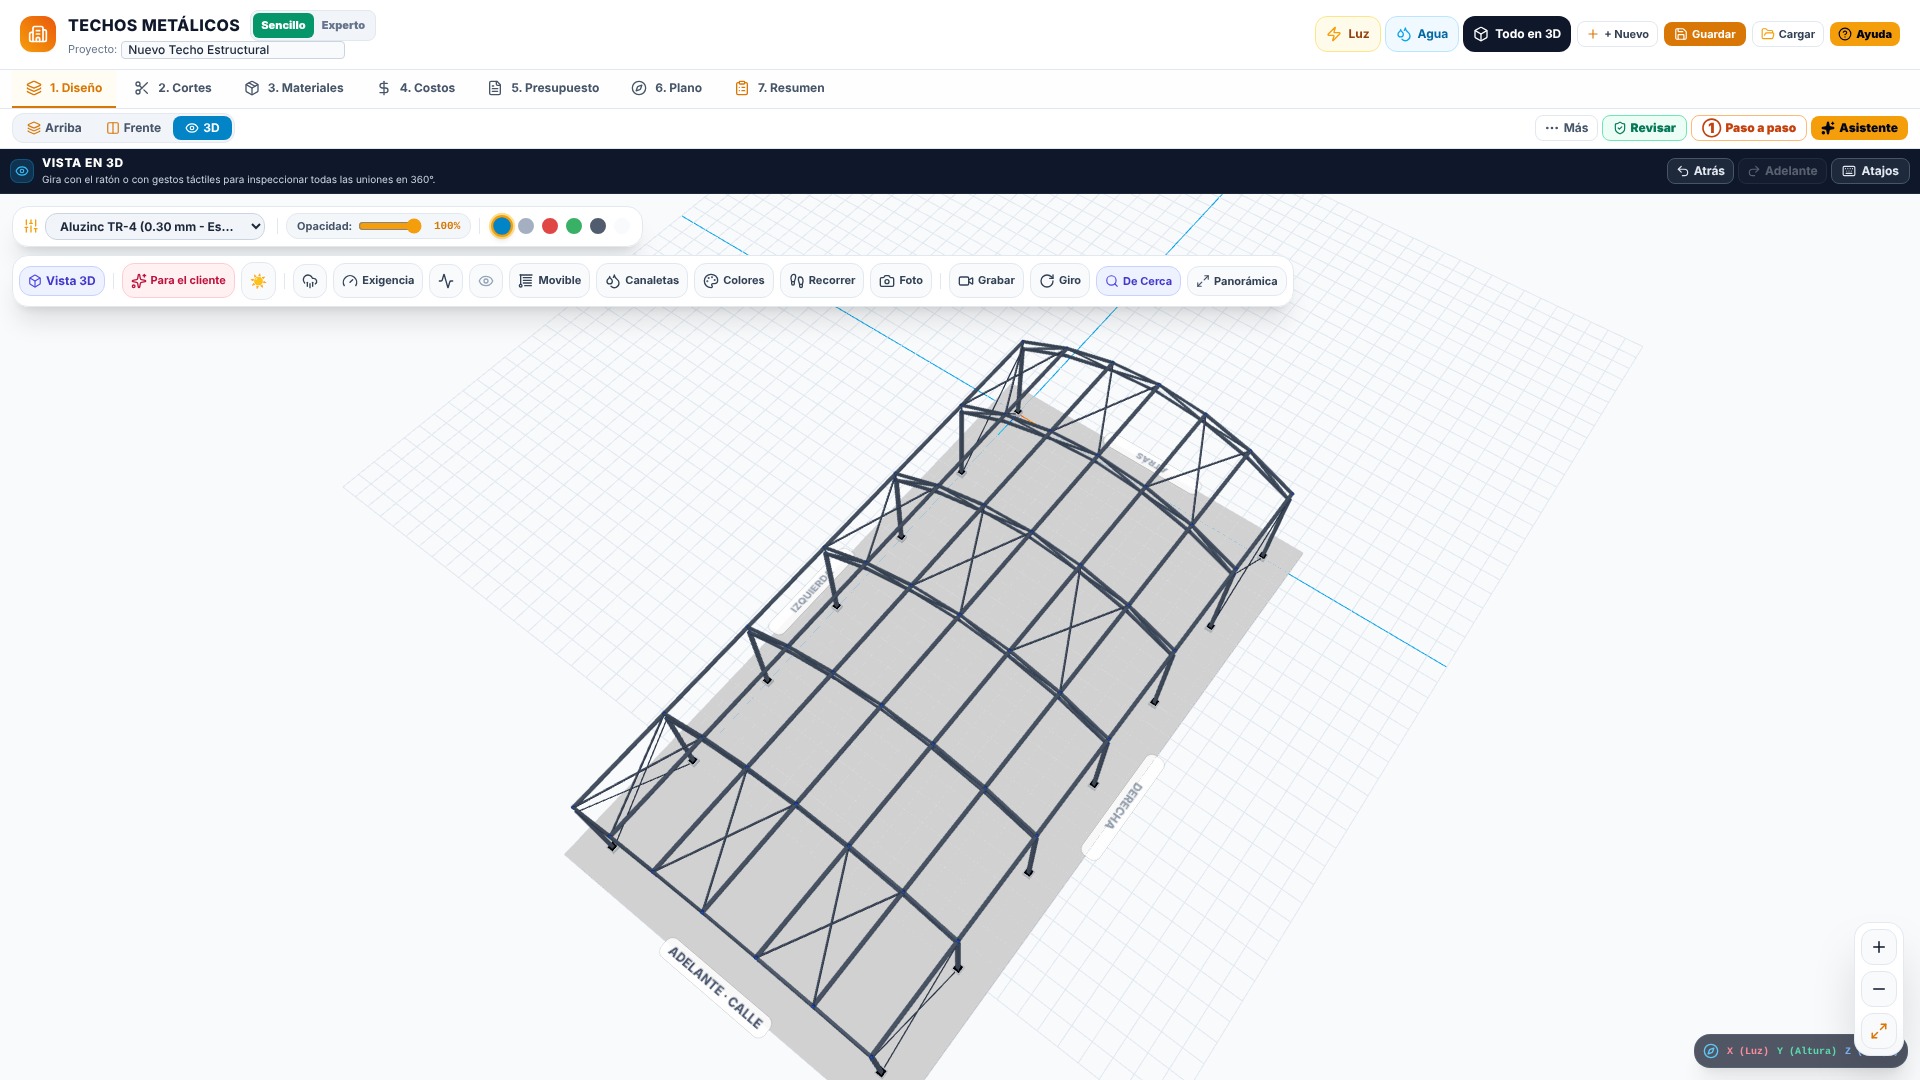 TECHOS METÁLICOS
Sencillo
Experto
Proyecto: Nuevo Techo Estructural
Luz
Agua
Todo en 3D
+ Nuevo
Guardar
Cargar
Ayuda
1. Diseño
2. Cortes
3. Materiales
4. Costos
5. Presupuesto
6. Plano
7. Resumen
Arriba
Frente
3D
Más
Revisar
1 Paso a paso
Asistente
VISTA EN 3D
Gira con el ratón o con gestos táctiles para inspeccionar todas las uniones en 360°.
Atrás
Adelante
Atajos
Aluzinc TR-4 (0.30 mm - Es...
Opacidad:
100%
Vista 3D
Para el cliente
Exigencia
Movible
Canaletas
Colores
Recorrer
Foto
Grabar
Giro
De Cerca
Panorámica
ATRÁS
IZQUIERD
DERECHA
ADELANTE · CALLE
X (Luz) Y (Altura) Z